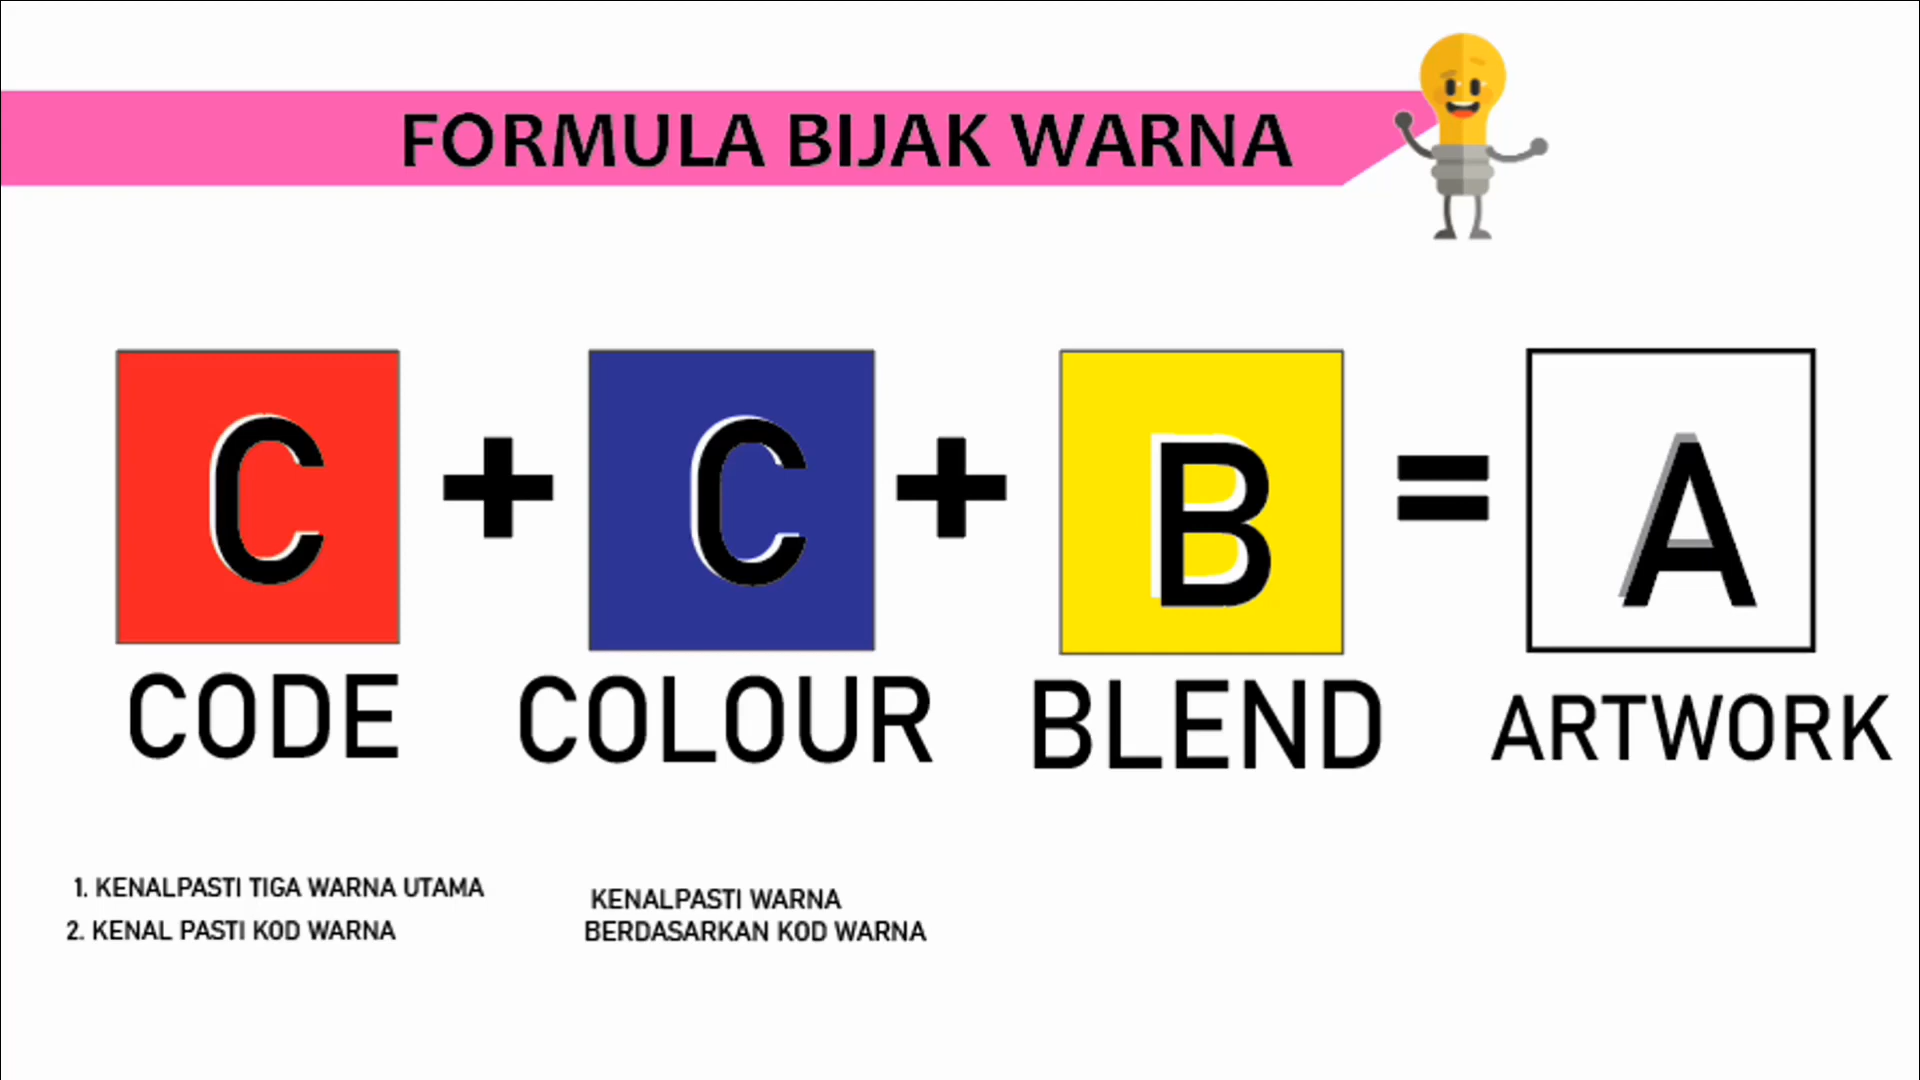 FORMULA BIJAK WARNA
C + C + B = A
CODE COLOUR BLEND ARTWORK
1. KENALPASTI TIGA WARNA UTAMA
2. KENAL PASTI KOD WARNA
KENALPASTI WARNA
BERDASARKAN KOD WARNA